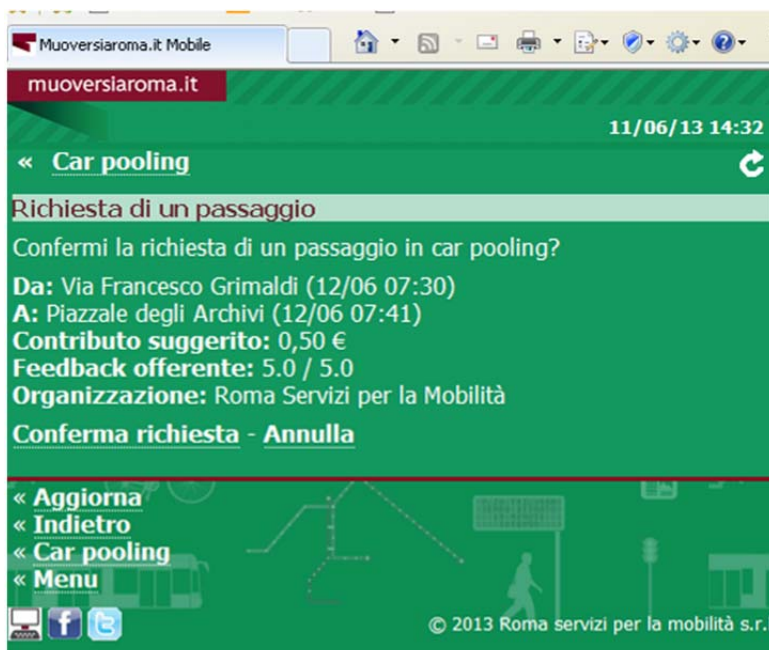 Muoversiaroma.it Mobile
muoversiaroma.it
11/06/13 14:32
« Car pooling
Richiesta di un passaggio
Confermi la richiesta di un passaggio in car pooling?
Da: Via Francesco Grimaldi (12/06 07:30)
A: Piazzale degli Archivi (12/06 07:41)
Contributo suggerito: 0,50 €
Feedback offerente: 5.0 / 5.0
Organizzazione: Roma Servizi per la Mobilità
Conferma richiesta - Annulla
« Aggiorna
« Indietro
« Car pooling
« Menu
© 2013 Roma servizi per la mobilità s.r.l